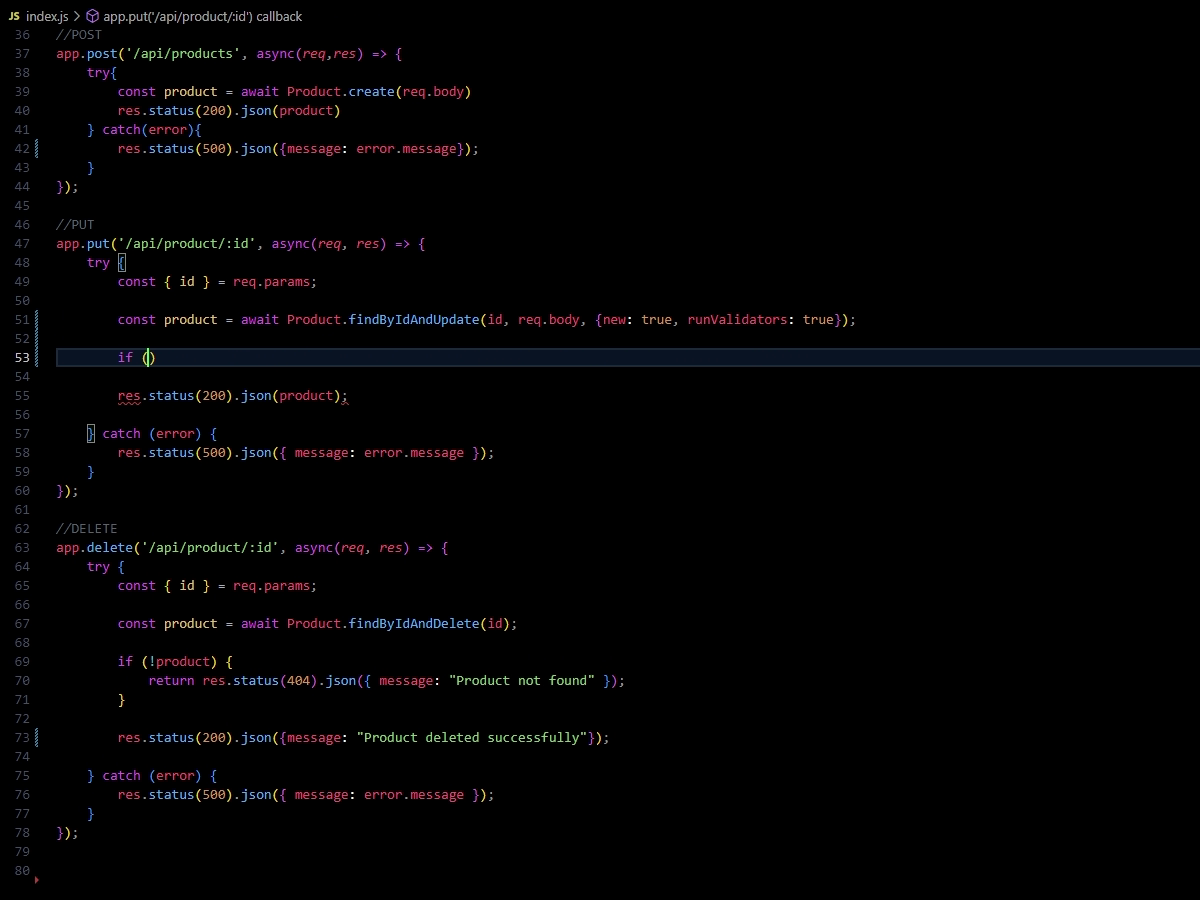 JS index.js > app.put('/api/product/:id') callback
36 //POST
37 app.post('/api/products', async(req,res) => {
38 try{
39 const product = await Product.create(req.body)
40 res.status(200).json(product)
41 } catch(error){
42 res.status(500).json({message: error.message});
43 }
44 });
45
46 //PUT
47 app.put('/api/product/:id', async(req, res) => {
48 try {
49 const { id } = req.params;
50
51 const product = await Product.findByIdAndUpdate(id, req.body, {new: true, runValidators: true});
52
53 if ()
54
55 res.status(200).json(product);
56
57 } catch (error) {
58 res.status(500).json({ message: error.message });
59 }
60 });
61
62 //DELETE
63 app.delete('/api/product/:id', async(req, res) => {
64 try {
65 const { id } = req.params;
66
67 const product = await Product.findByIdAndDelete(id);
68
69 if (!product) {
70 return res.status(404).json({ message: "Product not found" });
71 }
72
73 res.status(200).json({message: "Product deleted successfully"});
74
75 } catch (error) {
76 res.status(500).json({ message: error.message });
77 }
78 });
79
80